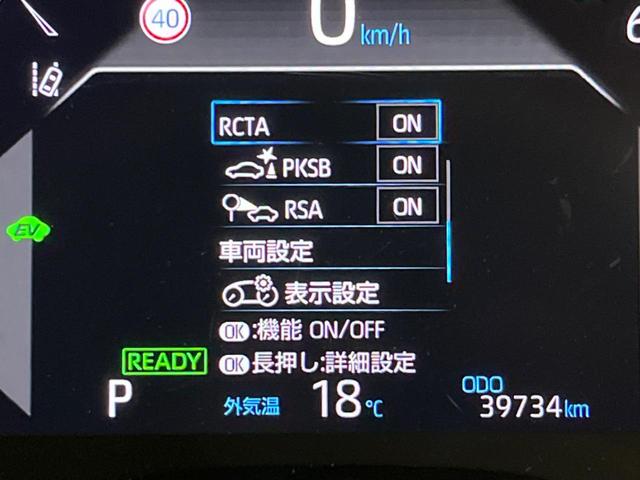 40
0 km/h
6
RCTA ON
PKSB ON
RSA ON
EV
車両設定
表示設定
OK:機能 ON/OFF
OK長押し:詳細設定
READY
P 外気温 18℃ ODO 39734km